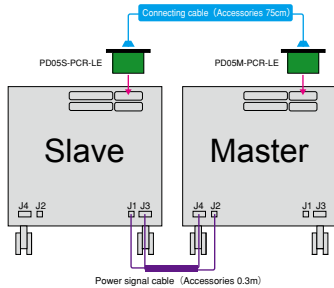 Connecting cable (Accessories 75cm)
PD05S-PCR-LE
PD05M-PCR-LE
Slave
Master
J4 J2 J1 J3
J4 J2 J1 J3
Power signal cable (Accessories 0.3m)